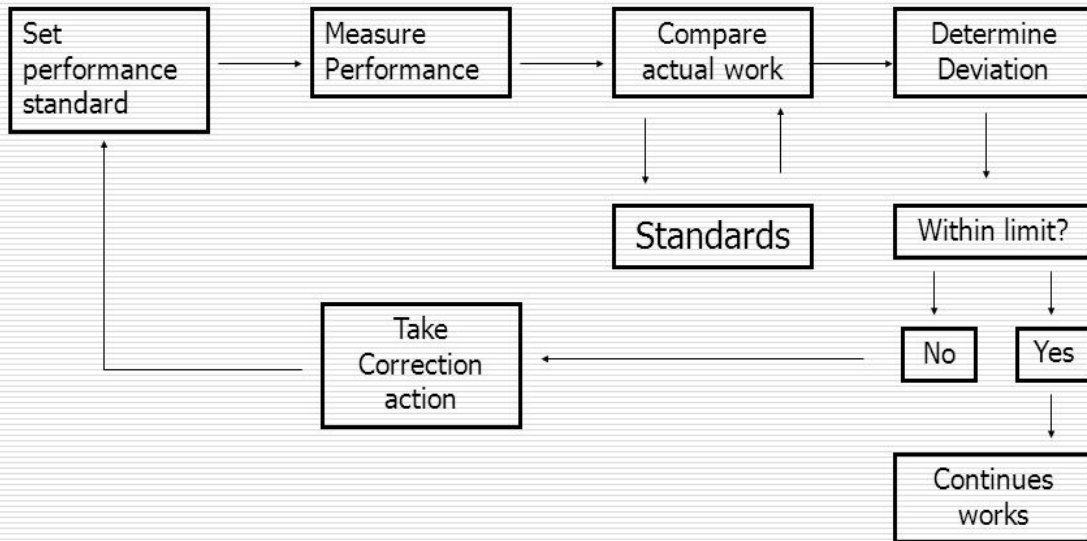 Set
performance
standard
Measure
Performance
Compare
actual work
Determine
Deviation
Standards
Within limit?
No
Yes
Take
Correction
action
Continues
works